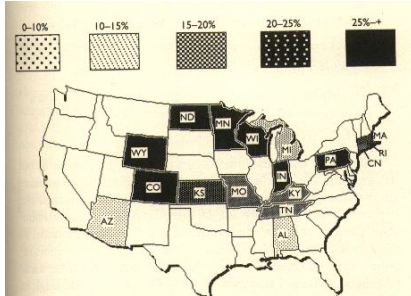 0–10% 10–15% 15–20% 20–25% 25%–+
ND
MN
WI
MI
MA
WY
PA
RI
CN
IN
CO
KS
MO
KY
TN
AZ
AL